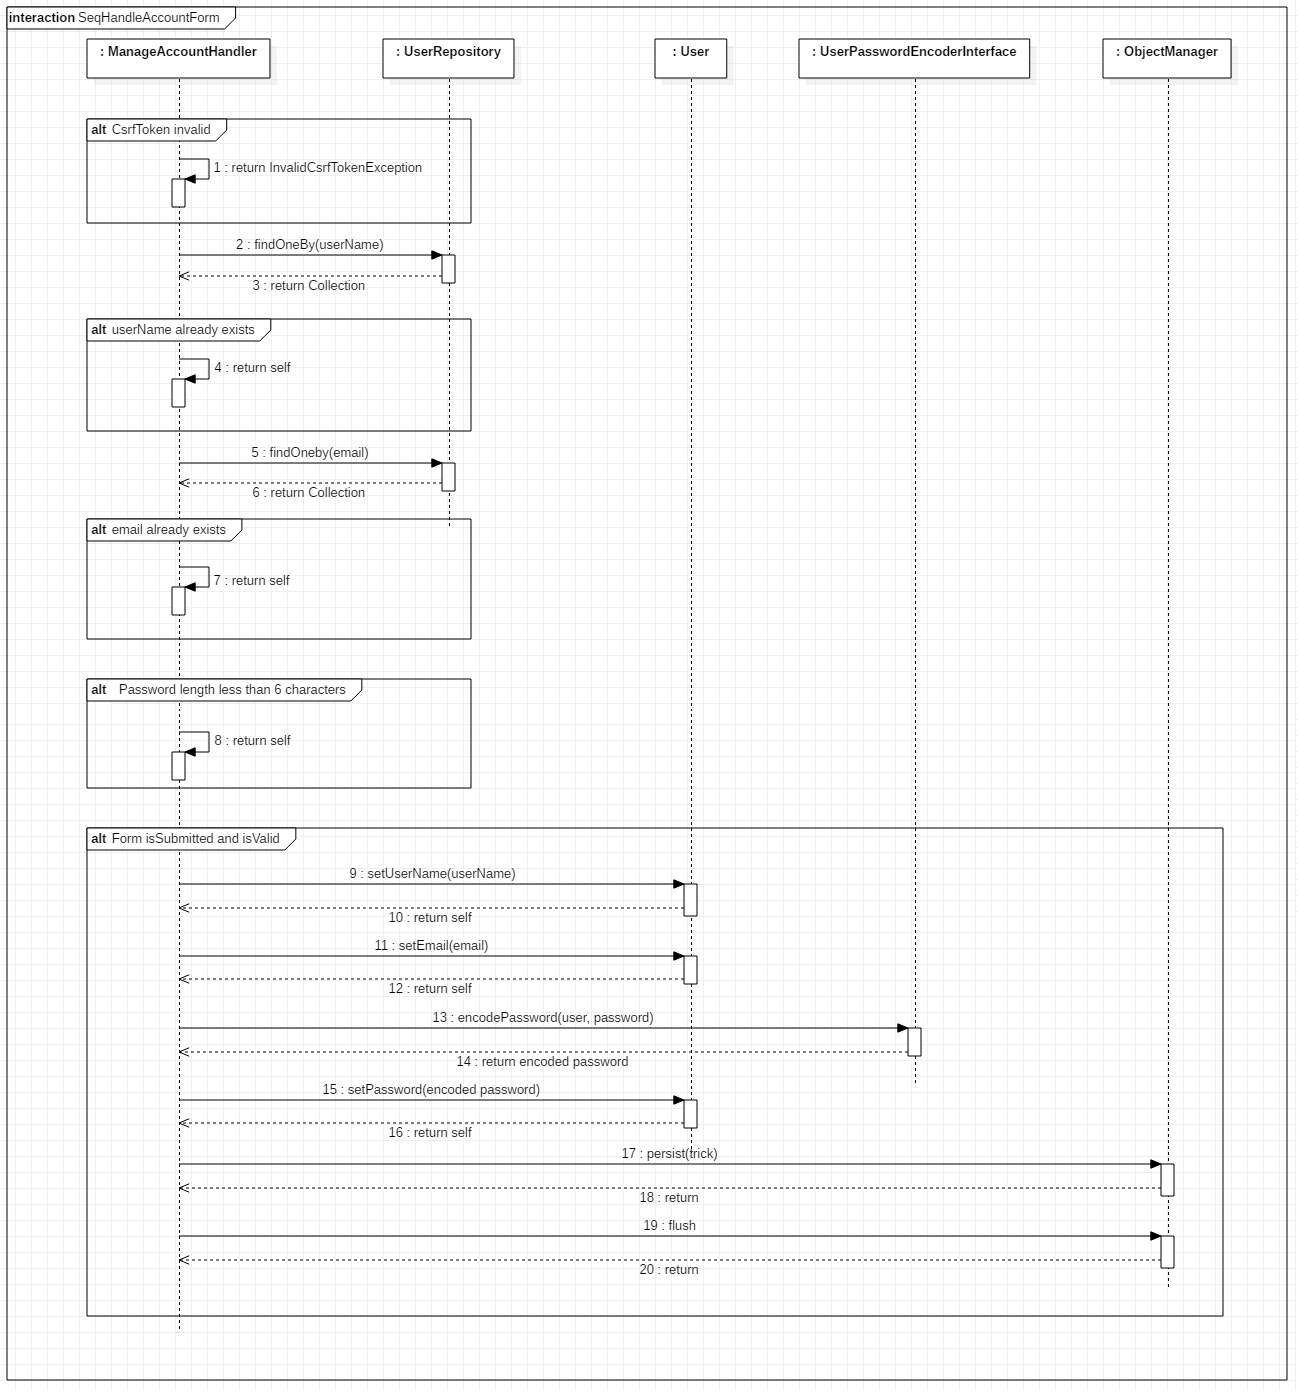 interaction SeqHandleAccountForm
: ManageAccountHandler
: UserRepository
: User
: UserPasswordEncoderInterface
: ObjectManager
alt CsrfToken invalid
1 : return InvalidCsrfTokenException
2 : findOneBy(userName)
3 : return Collection
alt userName already exists
4 : return self
5 : findOneby(email)
6 : return Collection
alt email already exists
7 : return self
alt Password length less than 6 characters
8 : return self
alt Form isSubmitted and isValid
9 : setUserName(userName)
10 : return self
11 : setEmail(email)
12 : return self
13 : encodePassword(user, password)
14 : return encoded password
15 : setPassword(encoded password)
16 : return self
17 : persist(trick)
18 : return
19 : flush
20 : return